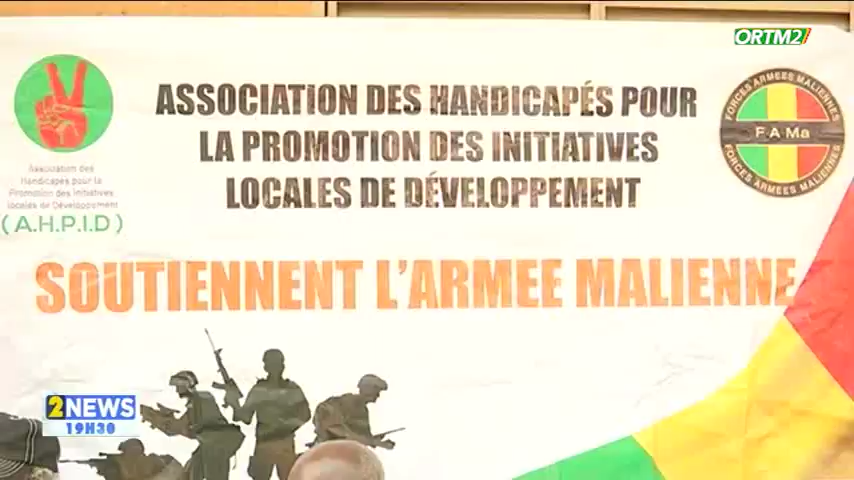 ORTM2
ASSOCIATION DES HANDICAPÉS POUR
LA PROMOTION DES INITIATIVES
LOCALES DE DÉVELOPPEMENT
Association des
Handicapés pour la
Promotion des Initiatives
locales de Développement
(A.H.P.I.D)
FORCES ARMEES MALIENNES
F A Ma
FORCES ARMEES MALIENNES
SOUTIENNENT L'ARMEE MALIENNE
2NEWS
19H30